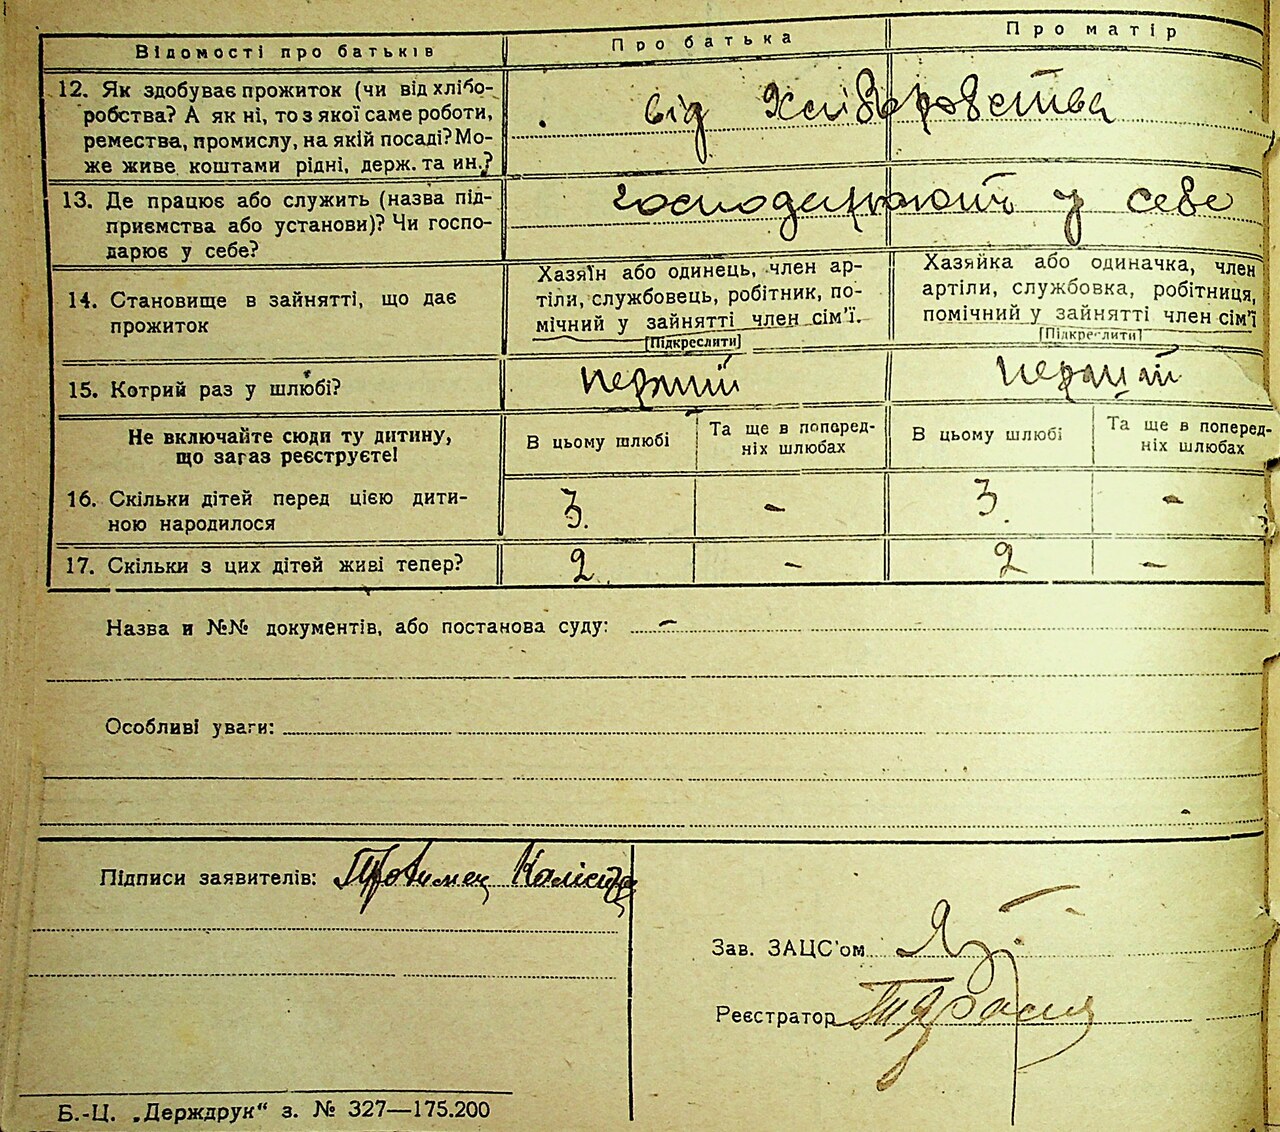 Відомості про батьків
Про батька
Про матір
12. Як здобуває прожиток (чи від хлібо-
робства? А як ні, то з якої саме роботи,
ремества, промислу, на якій посаді? Мо-
же живе коштами рідні, держ. та ин.?
від Хліборобства
13. Де працює або служить (назва під-
приємства або установи)? Чи госпо-
дарює у себе?
господарюють у себе
14. Становище в зайнятті, що дає
прожиток
Хазяїн або одинець, член ар-
тіли, службовець, робітник, по-
мічний у зайнятті член сім'ї.
[Підкреслити]
Хазяйка або одиначка, член
артіли, службовка, робітниця,
помічний у зайнятті член сім'ї
[Підкреслити]
15. Котрий раз у шлюбі?
перший
перший
Не включайте сюди ту дитину,
що загаз реєструєте!
В цьому шлюбі
Та ще в попоред-
ніх шлюбах
В цьому шлюбі
Та ще в поперед-
ніх шлюбах
16. Скільки дітей перед цією дити-
ною народилося
3.
-
3.
-
17. Скільки з цих дітей живі тепер?
2
-
2
-
Назва и №№ документів, або постанова суду: -
Особливі уваги:
Підписи заявителів:
Зав. ЗАЦС'ом
Реєстратор
Б.-Ц. „Держдрук“ з. № 327—175.200